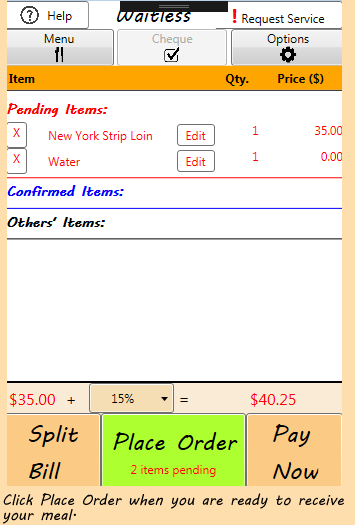 Help
Waitless
! Request Service
Menu
Cheque
Options
Item Qty. Price ($)
Pending Items:
X New York Strip Loin Edit 1 35.00
X Water Edit 1 0.00
Confirmed Items:
Others' Items:
$35.00 + 15% = $40.25
Split
Bill
Place Order
2 items pending
Pay
Now
Click Place Order when you are ready to receive
your meal.